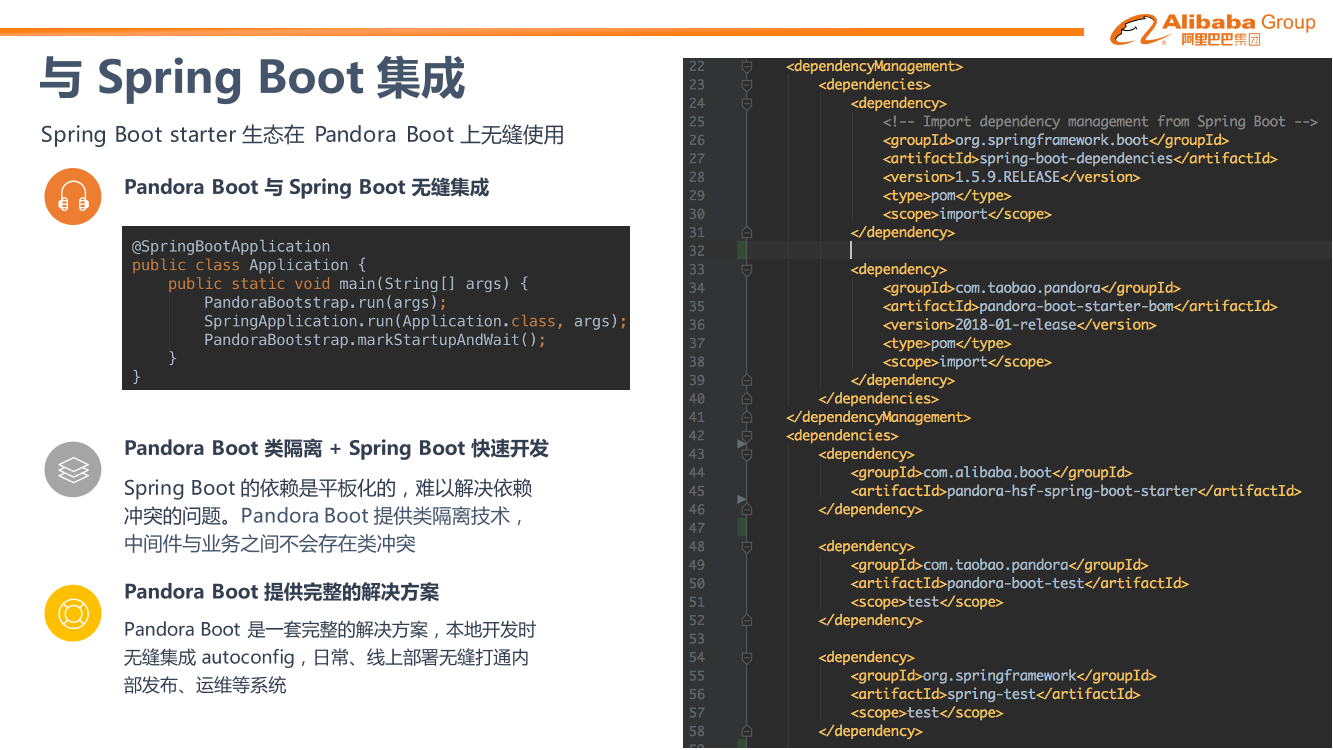 Alibaba Group
阿里巴巴集团
与 Spring Boot 集成
Spring Boot starter 生态在 Pandora Boot 上无缝使用
Pandora Boot 与 Spring Boot 无缝集成
@SpringBootApplication
public class Application {
    public static void main(String[] args) {
        PandoraBootstrap.run(args);
        SpringApplication.run(Application.class, args);
        PandoraBootstrap.markStartupAndWait();
    }
}
Pandora Boot 类隔离 + Spring Boot 快速开发
Spring Boot 的依赖是平板化的，难以解决依赖
冲突的问题。Pandora Boot 提供类隔离技术，
中间件与业务之间不会存在类冲突
Pandora Boot 提供完整的解决方案
Pandora Boot 是一套完整的解决方案，本地开发时
无缝集成 autoconfig，日常、线上部署无缝打通内
部发布、运维等系统
22 <dependencyManagement>
23 <dependencies>
24 <dependency>
25 <!-- Import dependency management from Spring Boot -->
26 <groupId>org.springframework.boot</groupId>
27 <artifactId>spring-boot-dependencies</artifactId>
28 <version>1.5.9.RELEASE</version>
29 <type>pom</type>
30 <scope>import</scope>
31 </dependency>
32
33 <dependency>
34 <groupId>com.taobao.pandora</groupId>
35 <artifactId>pandora-boot-starter-bom</artifactId>
36 <version>2018-01-release</version>
37 <type>pom</type>
38 <scope>import</scope>
39 </dependency>
40 </dependencies>
41 </dependencyManagement>
42 <dependencies>
43 <dependency>
44 <groupId>com.alibaba.boot</groupId>
45 <artifactId>pandora-hsf-spring-boot-starter</artifactId>
46 </dependency>
47
48 <dependency>
49 <groupId>com.taobao.pandora</groupId>
50 <artifactId>pandora-boot-test</artifactId>
51 <scope>test</scope>
52 </dependency>
53
54 <dependency>
55 <groupId>org.springframework</groupId>
56 <artifactId>spring-test</artifactId>
57 <scope>test</scope>
58 </dependency>